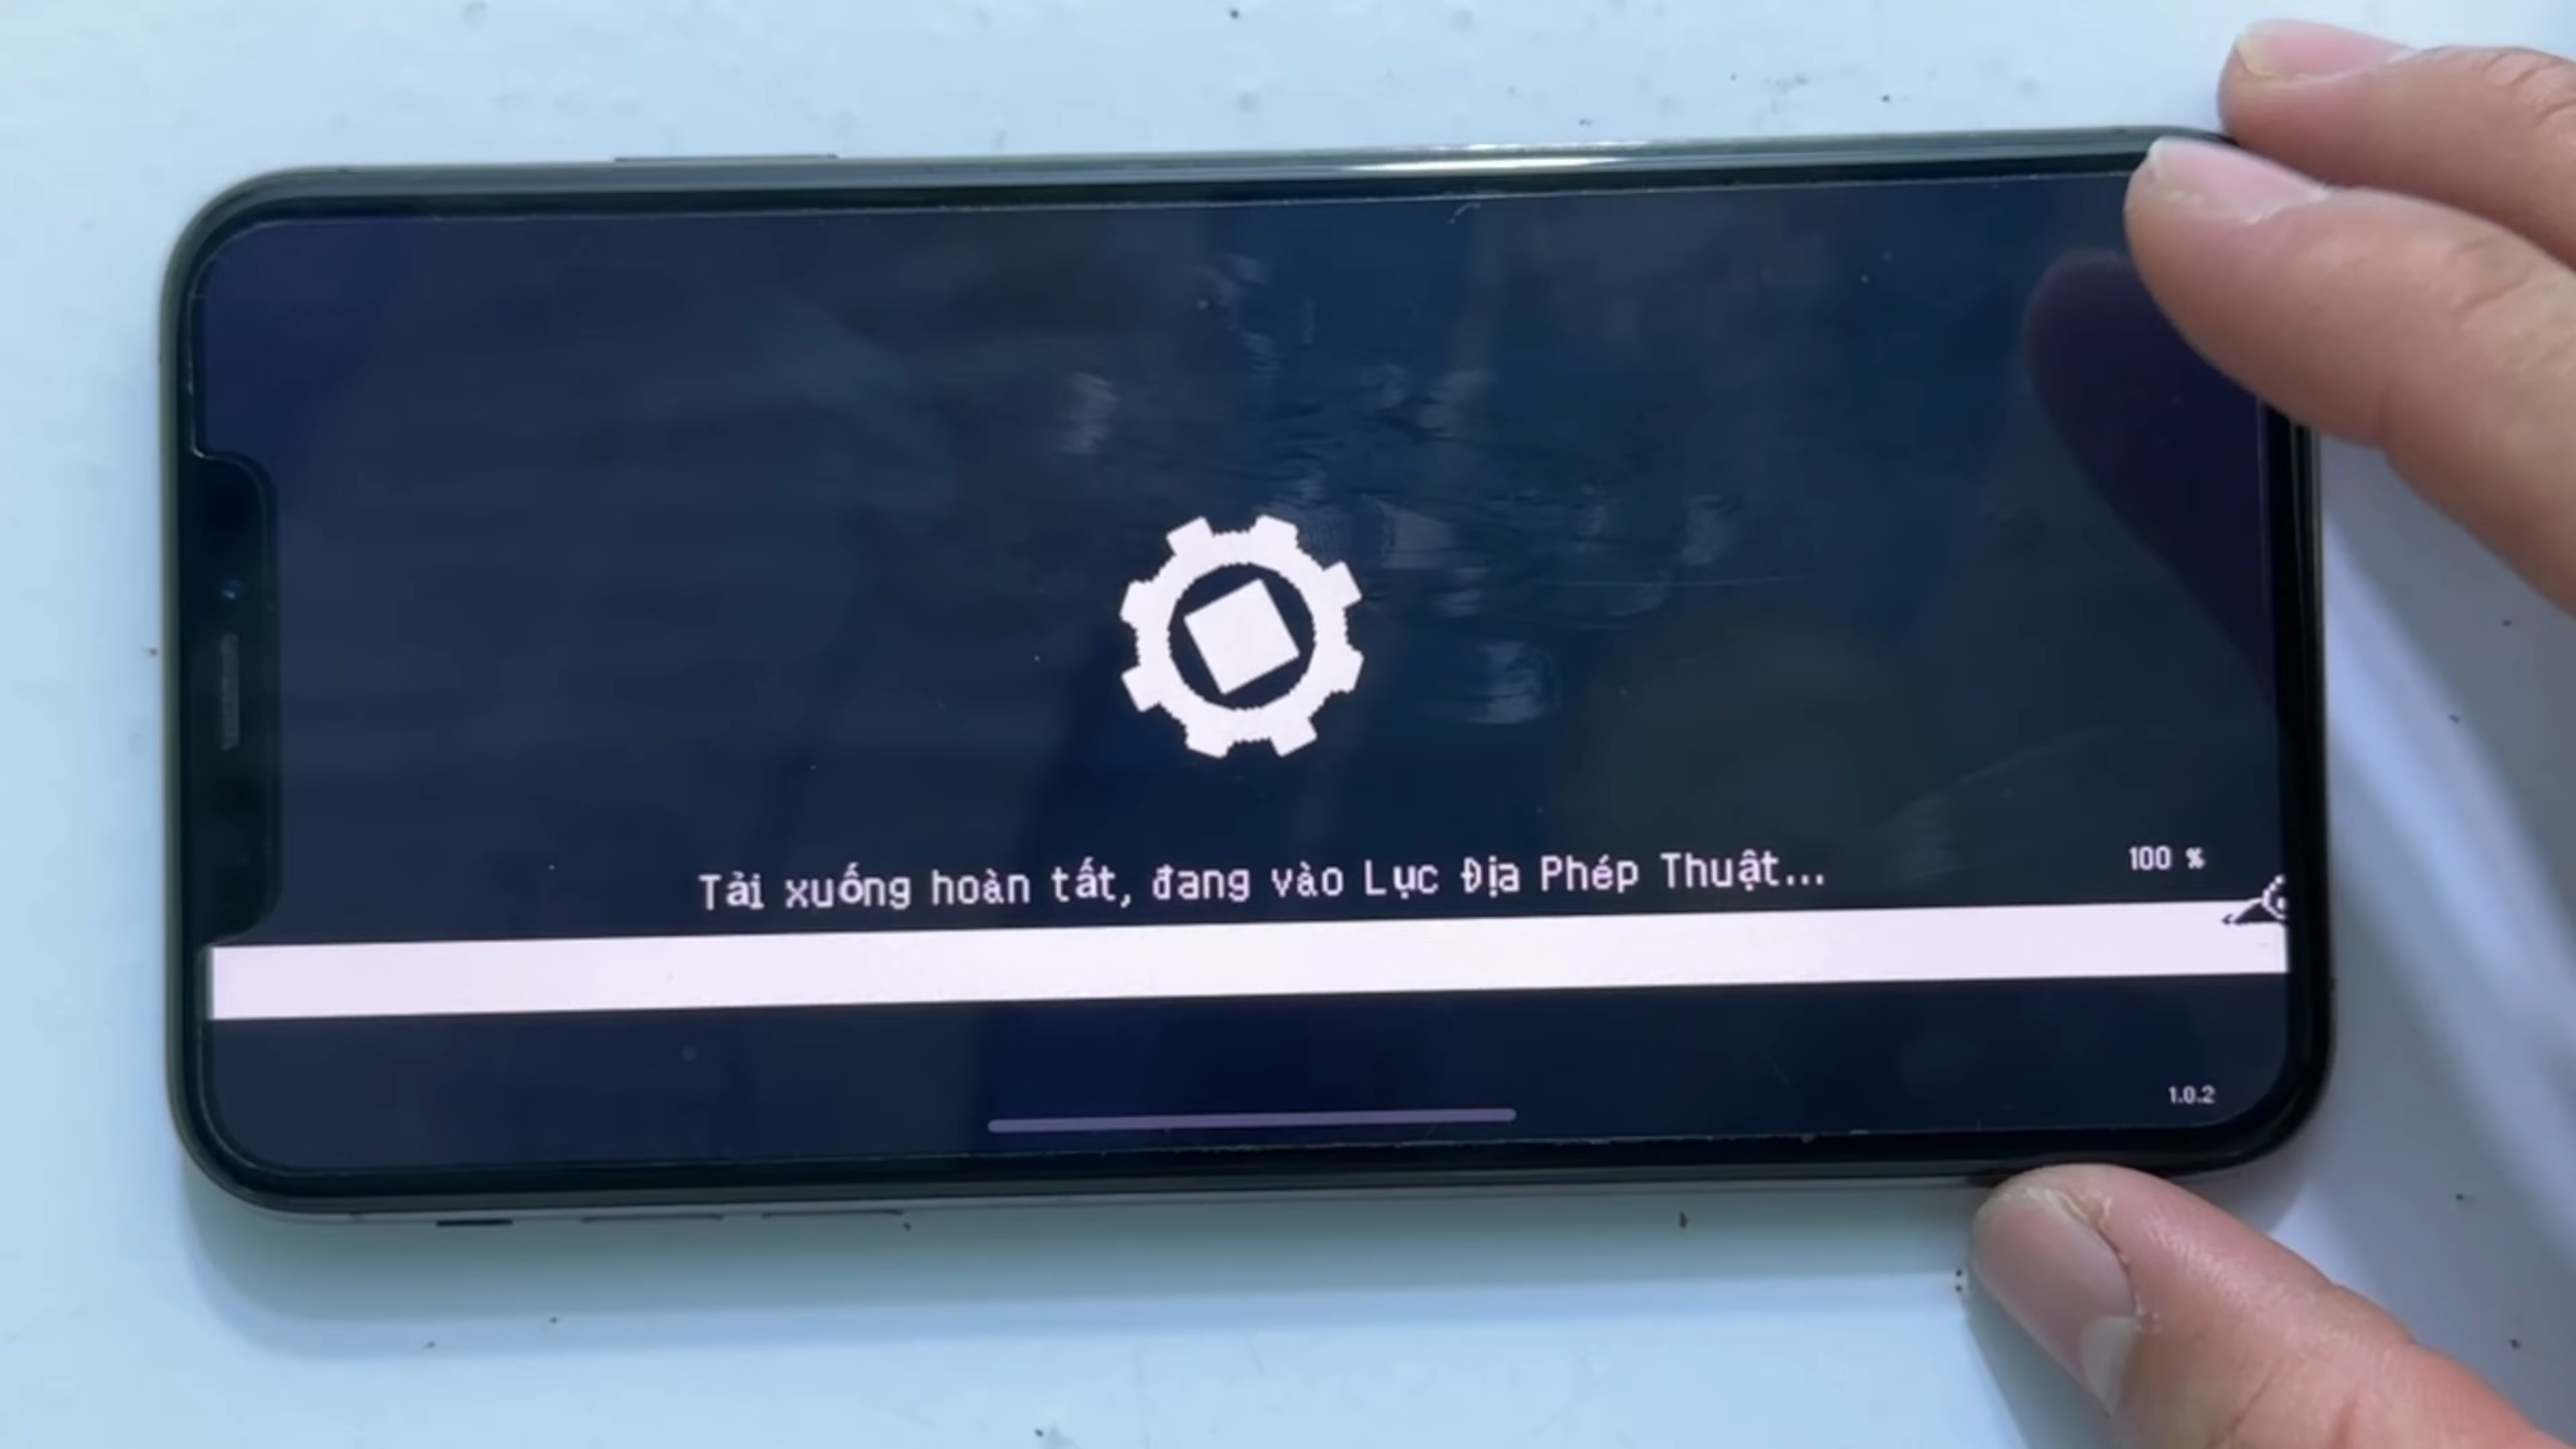 Tải xuống hoàn tất, đang vào Lục Địa Phép Thuật...
100 %
1.0.2